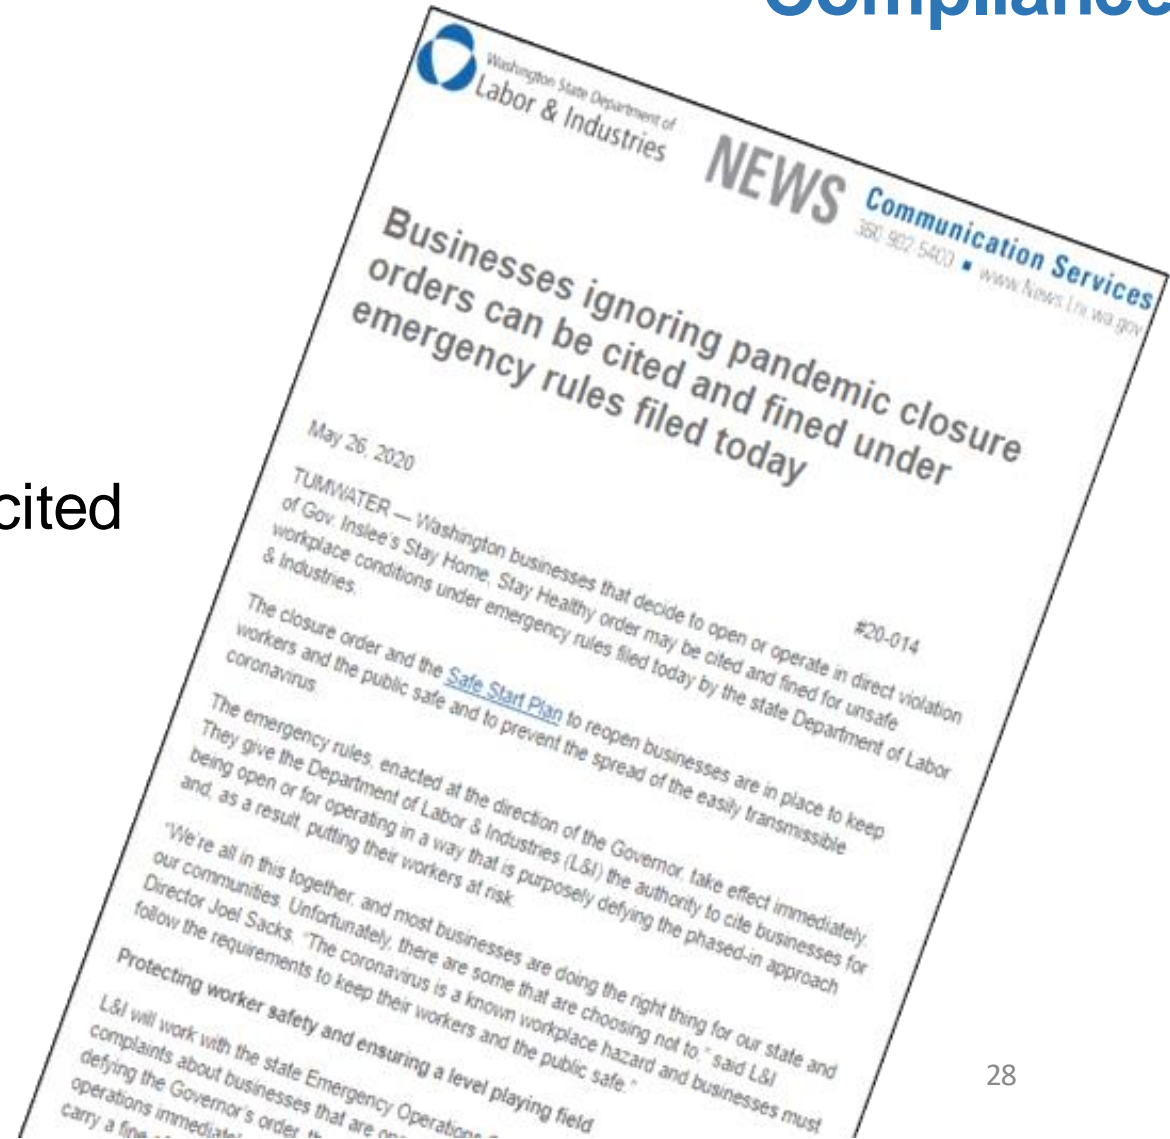 Compliance
cited
Washington State Department of
Labor & Industries
NEWS
Communication Services
360.902.5403 ▪ www.News.Lni.wa.gov
Businesses ignoring pandemic closure
orders can be cited and fined under
emergency rules filed today
May 26, 2020
#20-014
TUMWATER — Washington businesses that decide to open or operate in direct violation
of Gov. Inslee's Stay Home, Stay Healthy order may be cited and fined for unsafe
workplace conditions under emergency rules filed today by the state Department of Labor
& Industries.
The closure order and the Safe Start Plan to reopen businesses are in place to keep
workers and the public safe and to prevent the spread of the easily transmissible
coronavirus.
The emergency rules, enacted at the direction of the Governor, take effect immediately.
They give the Department of Labor & Industries (L&I) the authority to cite businesses for
being open or for operating in a way that is purposely defying the phased-in approach
and, as a result, putting their workers at risk.
"We're all in this together, and most businesses are doing the right thing for our state and
our communities. Unfortunately, there are some that are choosing not to," said L&I
Director Joel Sacks. "The coronavirus is a known workplace hazard and businesses must
follow the requirements to keep their workers and the public safe."
Protecting worker safety and ensuring a level playing field
L&I will work with the state Emergency Operations
complaints about businesses that are
defying the Governor's order,
operations immediately
carry a fine
28